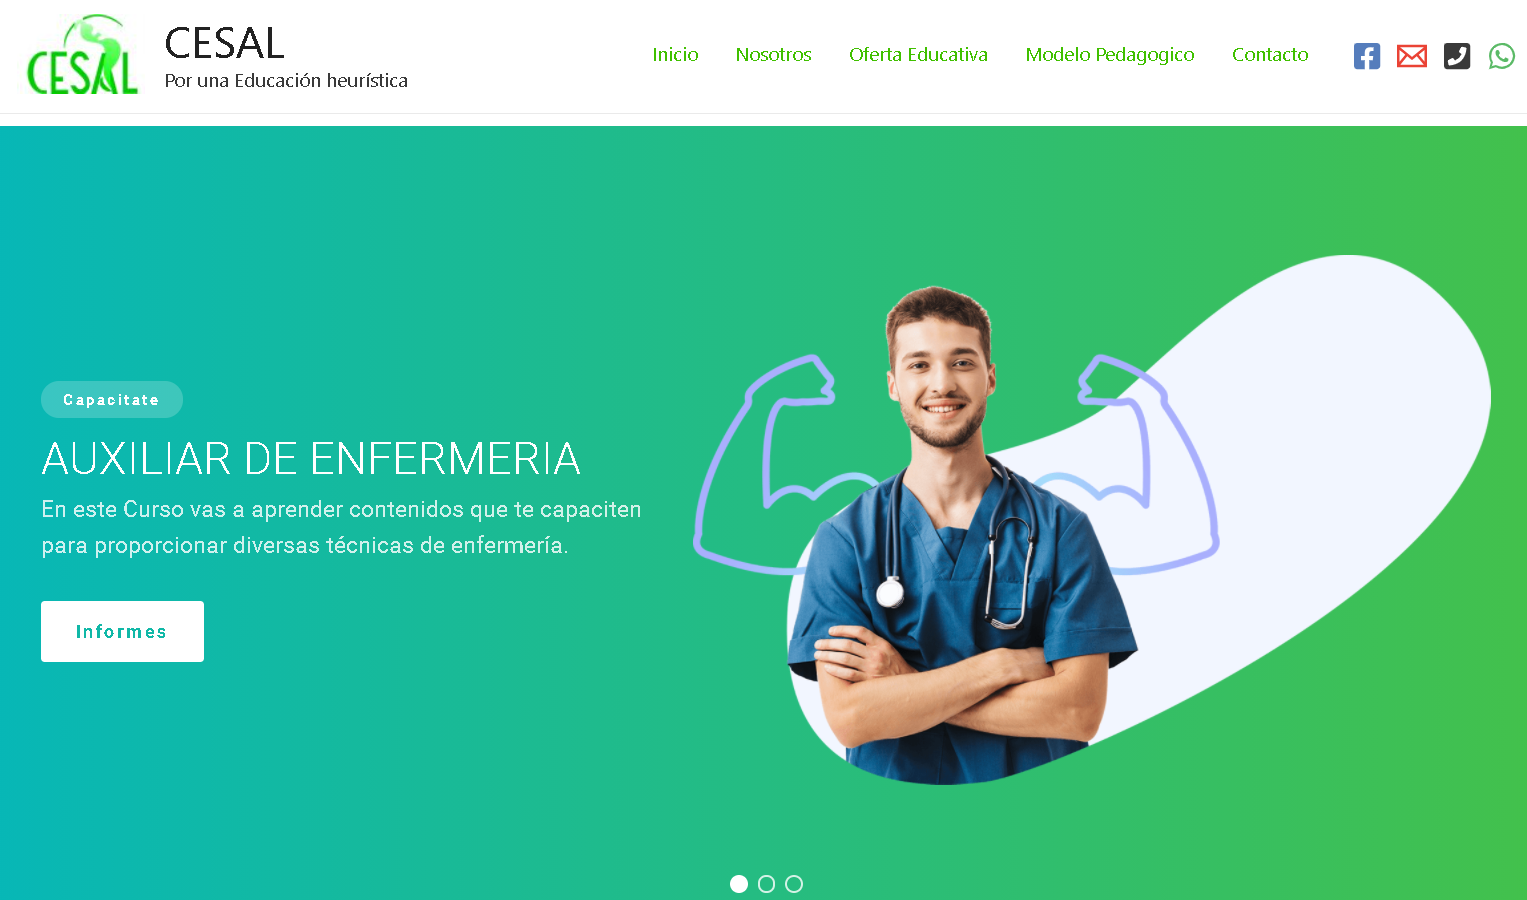 CESAL
CESAL
Por una Educación heurística
Inicio
Nosotros
Oferta Educativa
Modelo Pedagogico
Contacto
Capacitate
AUXILIAR DE ENFERMERIA
En este Curso vas a aprender contenidos que te capaciten
para proporcionar diversas técnicas de enfermería.
Informes